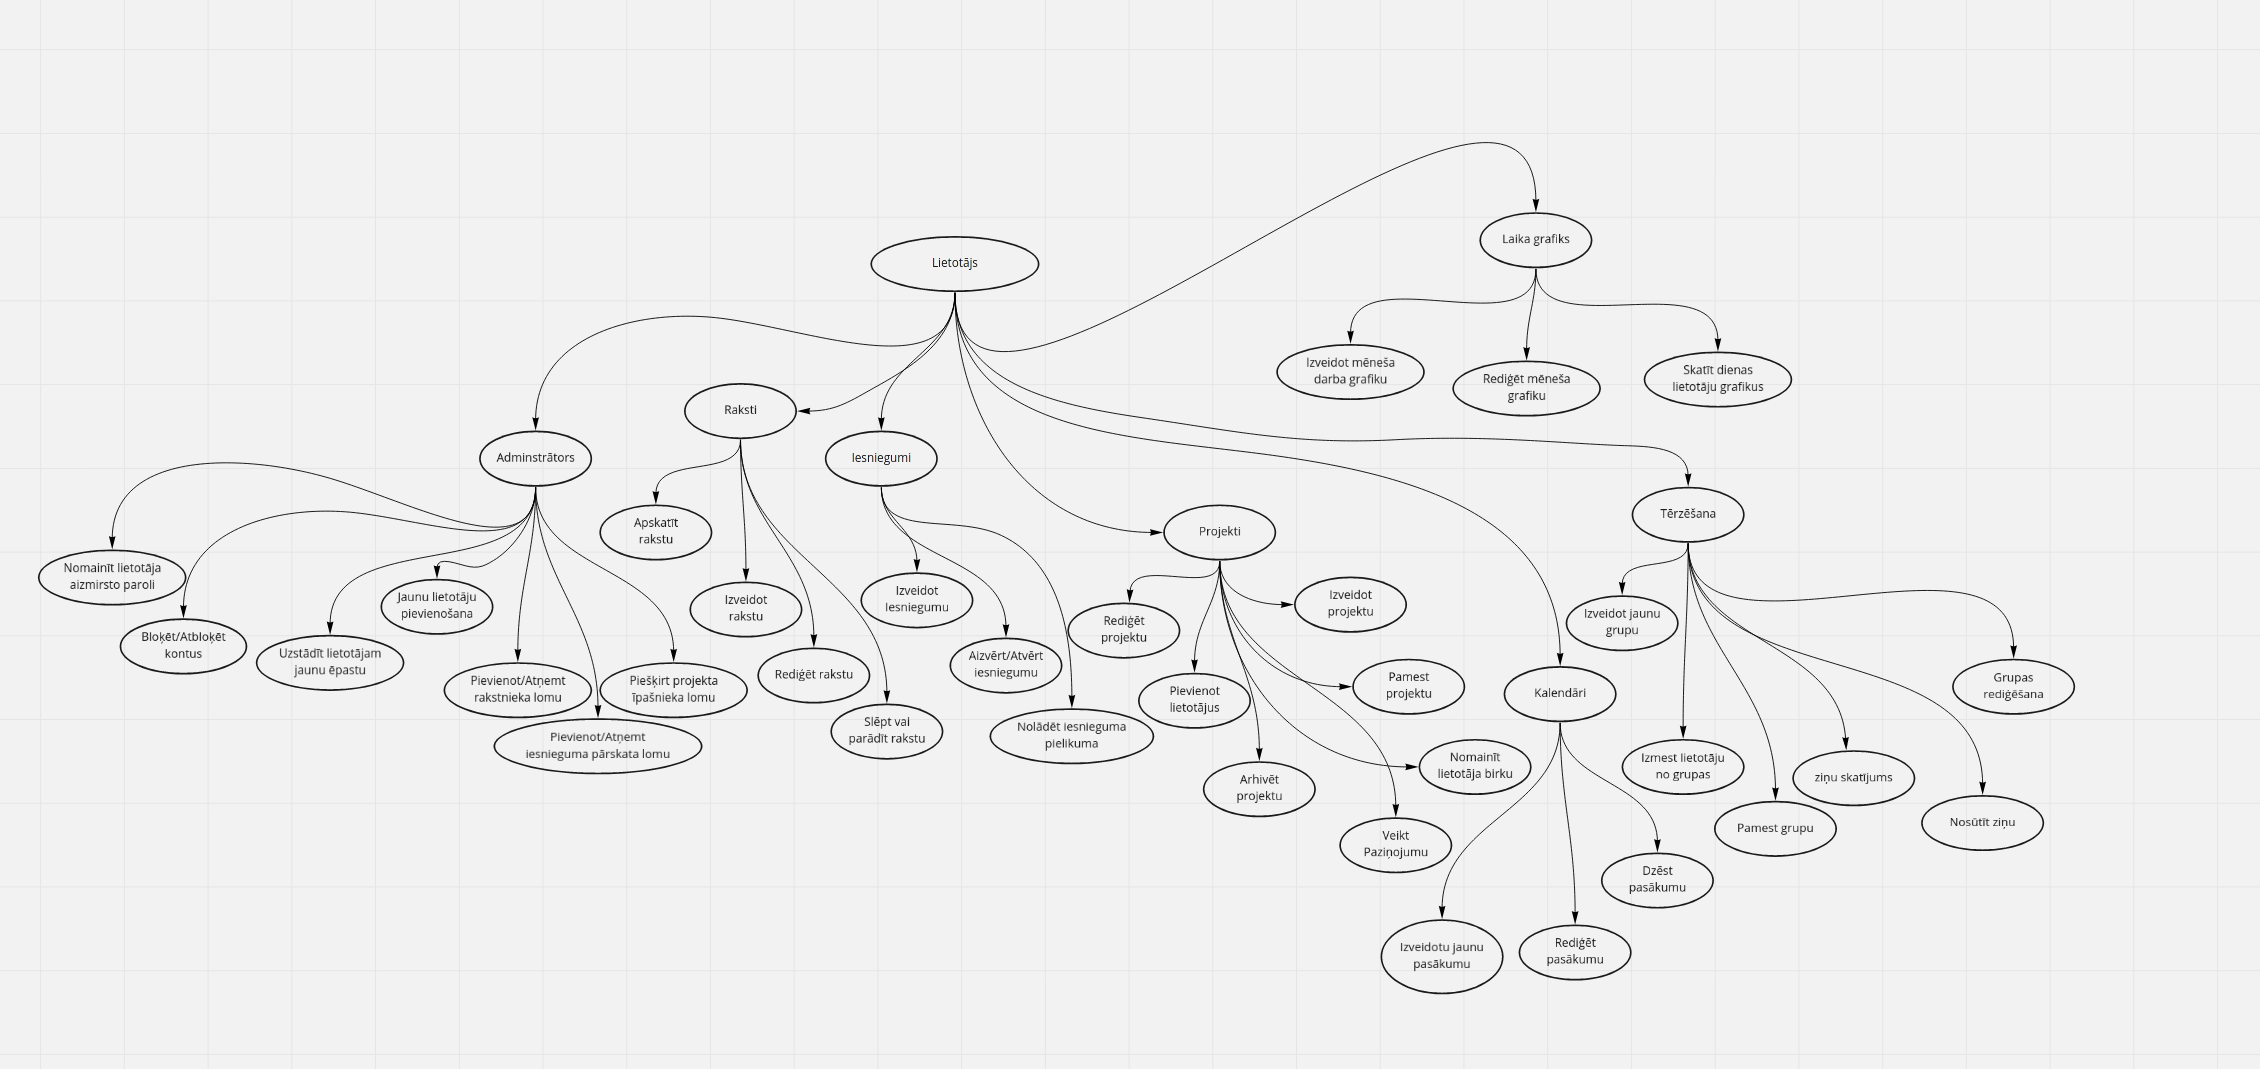 Laika grafiks
Lietotājs
Izveidot mēneša
darba grafiku
Rediģēt mēneša
grafiku
Skatīt dienas
lietotāju grafikus
Raksti
Adminstrātors
Iesniegumi
Tērzēšana
Apskatīt
rakstu
Projekti
Nomainīt lietotāja
aizmirsto paroli
Jaunu lietotāju
pievienošana
Izveidot
rakstu
Izveidot
Iesniegumu
Izveidot
projektu
Rediģēt
projektu
Izveidot jaunu
grupu
Bloķēt/Atbloķēt
kontus
Uzstādīt lietotājam
jaunu ēpastu
Aizvērt/Atvērt
iesniegumu
Rediģēt rakstu
Pievienot/Atņemt
rakstnieka lomu
Piešķirt projekta
īpašnieka lomu
Pievienot
lietotājus
Pamest
projektu
Kalendāri
Grupas
rediģēšana
Slēpt vai
parādīt rakstu
Nolādēt iesnieguma
pielikuma
Pievienot/Atņemt
iesnieguma pārskata lomu
Nomainīt
lietotāja birku
Izmest lietotāju
no grupas
ziņu skatījums
Arhivēt
projektu
Pamest grupu
Nosūtīt ziņu
Veikt
Paziņojumu
Dzēst
pasākumu
Izveidotu jaunu
pasākumu
Rediģēt
pasākumu